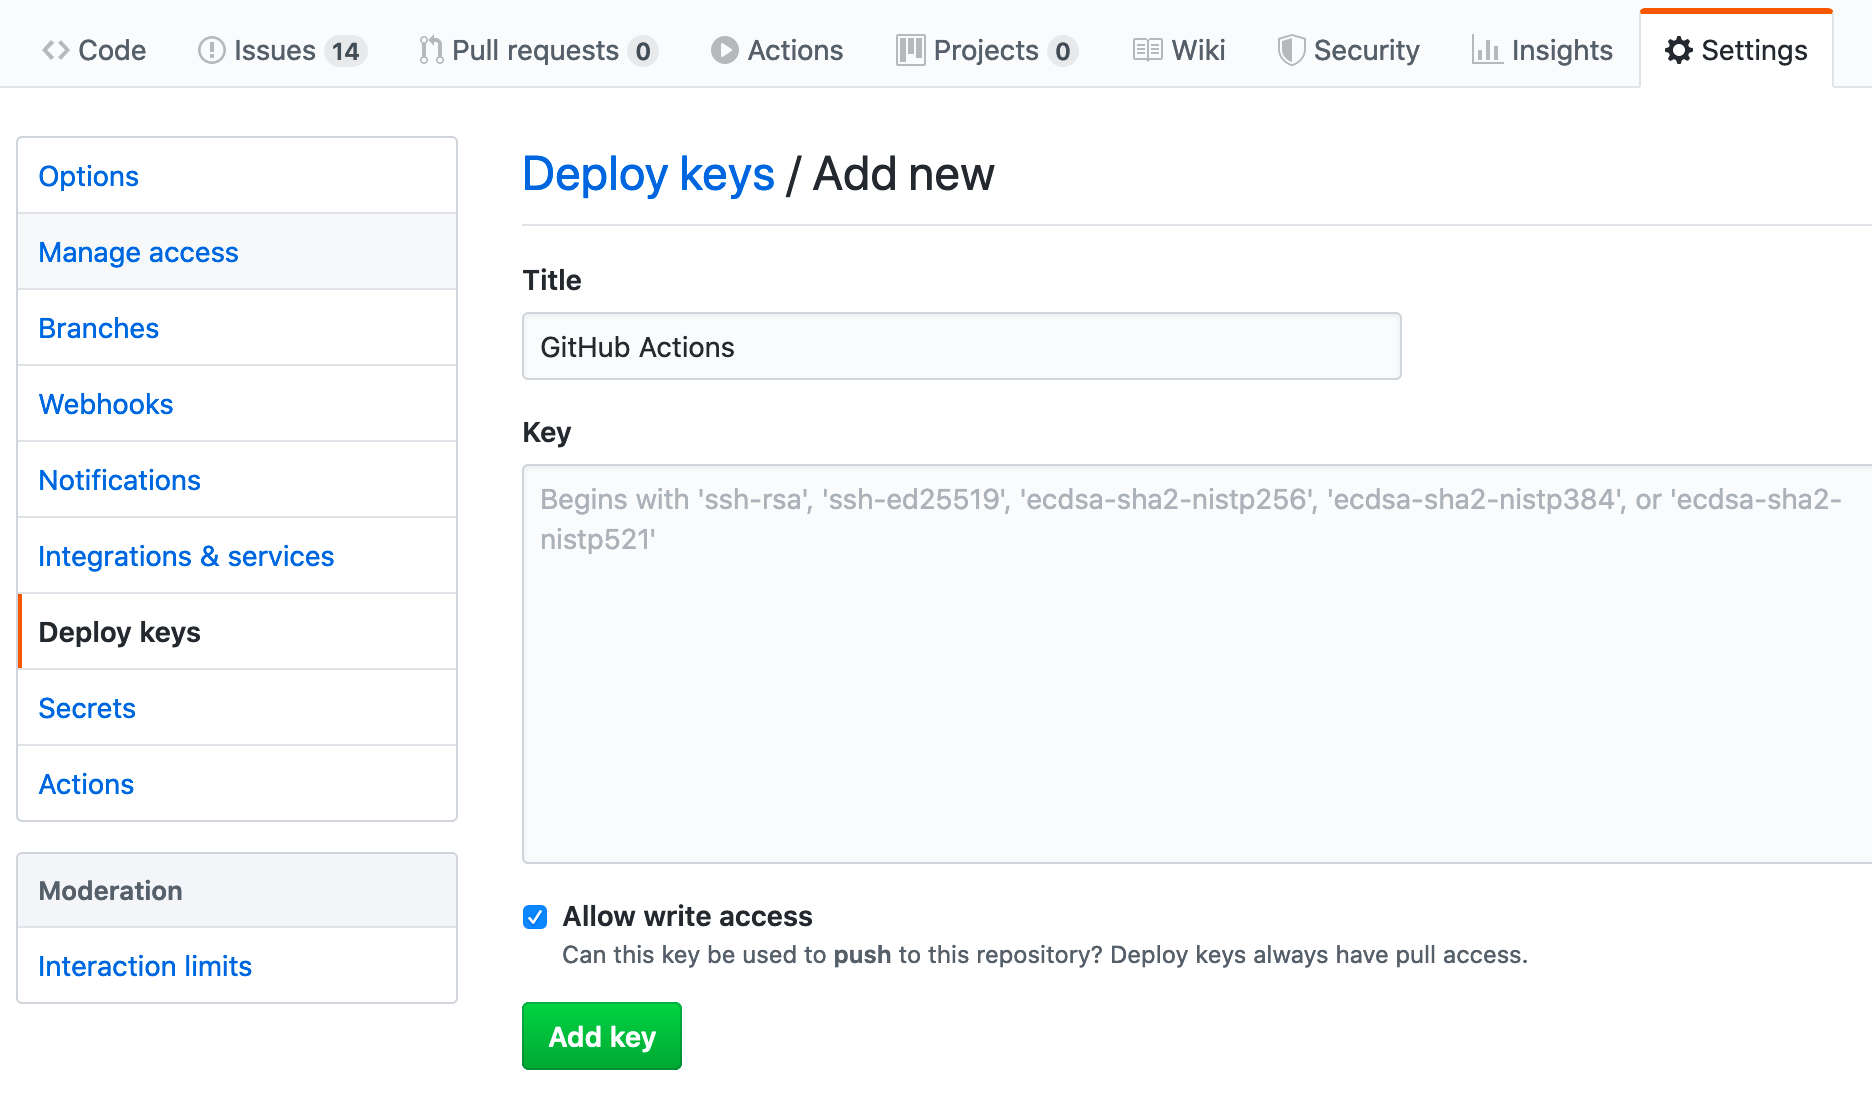 Code Issues 14 Pull requests 0 Actions Projects 0 Wiki Security Insights Settings
Options
Manage access
Branches
Webhooks
Notifications
Integrations & services
Deploy keys
Secrets
Actions
Moderation
Interaction limits
Deploy keys / Add new
Title
GitHub Actions
Key
Begins with 'ssh-rsa', 'ssh-ed25519', 'ecdsa-sha2-nistp256', 'ecdsa-sha2-nistp384', or 'ecdsa-sha2-
nistp521'
Allow write access
Can this key be used to push to this repository? Deploy keys always have pull access.
Add key